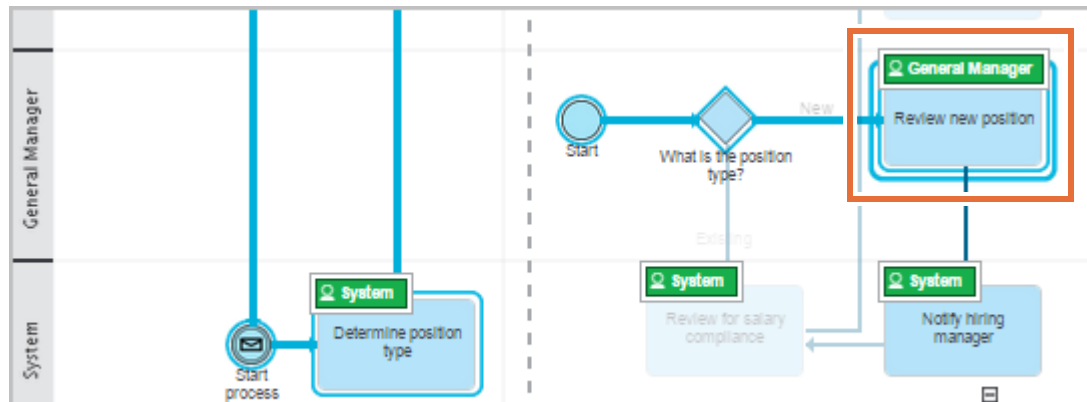 General Manager
System
General Manager
Review new position
New
Start
What is the position
type?
Existing
System
Determine position
type
Start
process
System
Review for salary
compliance
System
Notify hiring
manager